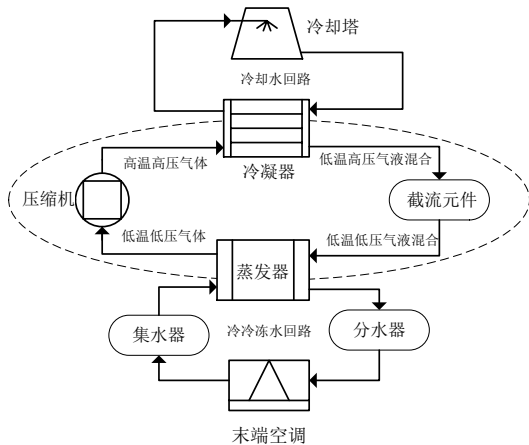 冷却塔
冷却水回路
高温高压气体
低温高压气液混合
冷凝器
压缩机
截流元件
低温低压气体
低温低压气液混合
蒸发器
集水器
冷冷冻水回路
分水器
末端空调